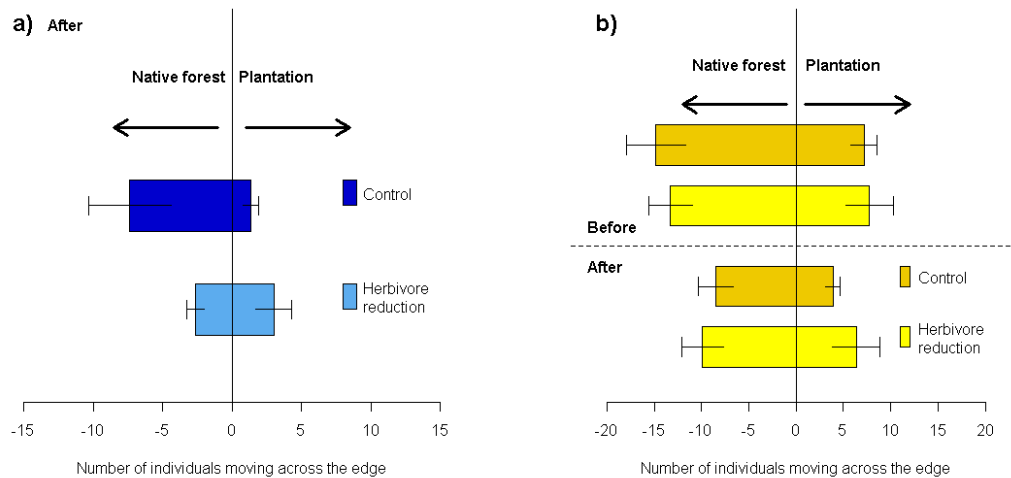 a) After
Native forest Plantation
Control
Herbivore
reduction
-15 -10 -5 0 5 10 15
Number of individuals moving across the edge
b)
Native forest Plantation
Before
After
Control
Herbivore
reduction
-20 -15 -10 -5 0 5 10 15 20
Number of individuals moving across the edge